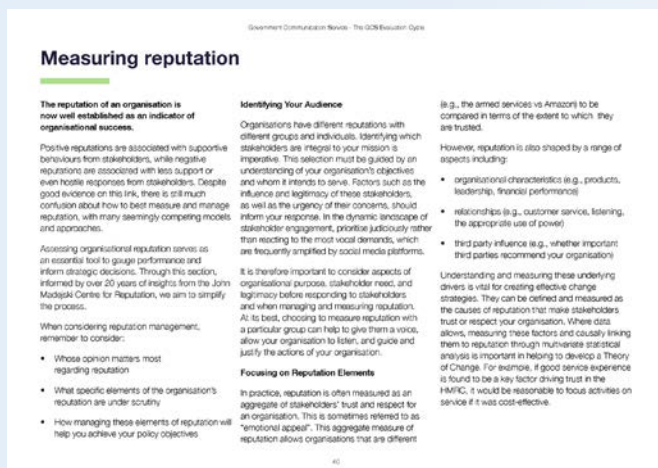 Government Communication Service - The GCS Evaluation Cycle
Measuring reputation
The reputation of an organisation is
now well established as an indicator of
organisational success.
Positive reputations are associated with supportive
behaviours from stakeholders, while negative
reputations are associated with less support or
even hostile responses from stakeholders. Despite
good evidence on this link, there is still much
confusion about how to best measure and manage
reputation, with many seemingly competing models
and approaches.
Assessing organisational reputation serves as
an essential tool to gauge performance and
inform strategic decisions. Through this section,
informed by over 20 years of insights from the John
Madejski Centre for Reputation, we aim to simplify
the process.
When considering reputation management,
remember to consider:
• Whose opinion matters most
regarding reputation
• What specific elements of the organisation's
reputation are under scrutiny
• How managing these elements of reputation will
help you achieve your policy objectives
Identifying Your Audience
Organisations have different reputations with
different groups and individuals. Identifying which
stakeholders are integral to your mission is
imperative. This selection must be guided by an
understanding of your organisation's objectives
and whom it intends to serve. Factors such as the
influence and legitimacy of these stakeholders,
as well as the urgency of their concerns, should
inform your response. In the dynamic landscape of
stakeholder engagement, prioritise judiciously rather
than reacting to the most vocal demands, which
are frequently amplified by social media platforms.
It is therefore important to consider aspects of
organisational purpose, stakeholder need, and
legitimacy before responding to stakeholders
and when managing and measuring reputation.
At its best, choosing to measure reputation with
a particular group can help to give them a voice,
allow your organisation to listen, and guide and
justify the actions of your organisation.
Focusing on Reputation Elements
In practice, reputation is often measured as an
aggregate of stakeholders' trust and respect for
an organisation. This is sometimes referred to as
"emotional appeal". This aggregate measure of
reputation allows organisations that are different
(e.g., the armed services vs Amazon) to be
compared in terms of the extent to which they
are trusted.
However, reputation is also shaped by a range of
aspects including:
• organisational characteristics (e.g., products,
leadership, financial performance)
• relationships (e.g., customer service, listening,
the appropriate use of power)
• third party influence (e.g., whether important
third parties recommend your organisation)
Understanding and measuring these underlying
drivers is vital for creating effective change
strategies. They can be defined and measured as
the causes of reputation that make stakeholders
trust or respect your organisation. Where data
allows, measuring these factors and causally linking
them to reputation through multivariate statistical
analysis is important in helping to develop a Theory
of Change. For example, if good service experience
is found to be a key factor driving trust in the
HMRC, it would be reasonable to focus activities on
service if it was cost-effective.
40